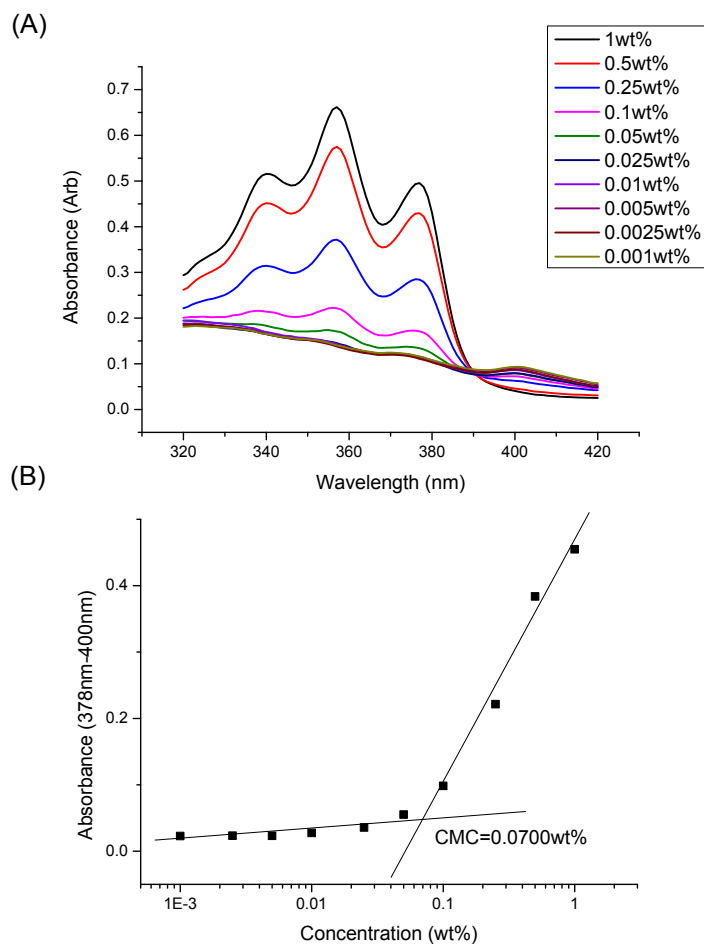 (A)
1wt%
0.5wt%
0.25wt%
0.1wt%
0.05wt%
0.025wt%
0.01wt%
0.005wt%
0.0025wt%
0.001wt%
0.7
0.6
0.5
0.4
0.3
0.2
0.1
0.0
Absorbance (Arb)
320 340 360 380 400 420
Wavelength (nm)
(B)
0.4
0.2
0.0
Absorbance (378nm-400nm)
CMC=0.0700wt%
1E-3 0.01 0.1 1
Concentration (wt%)